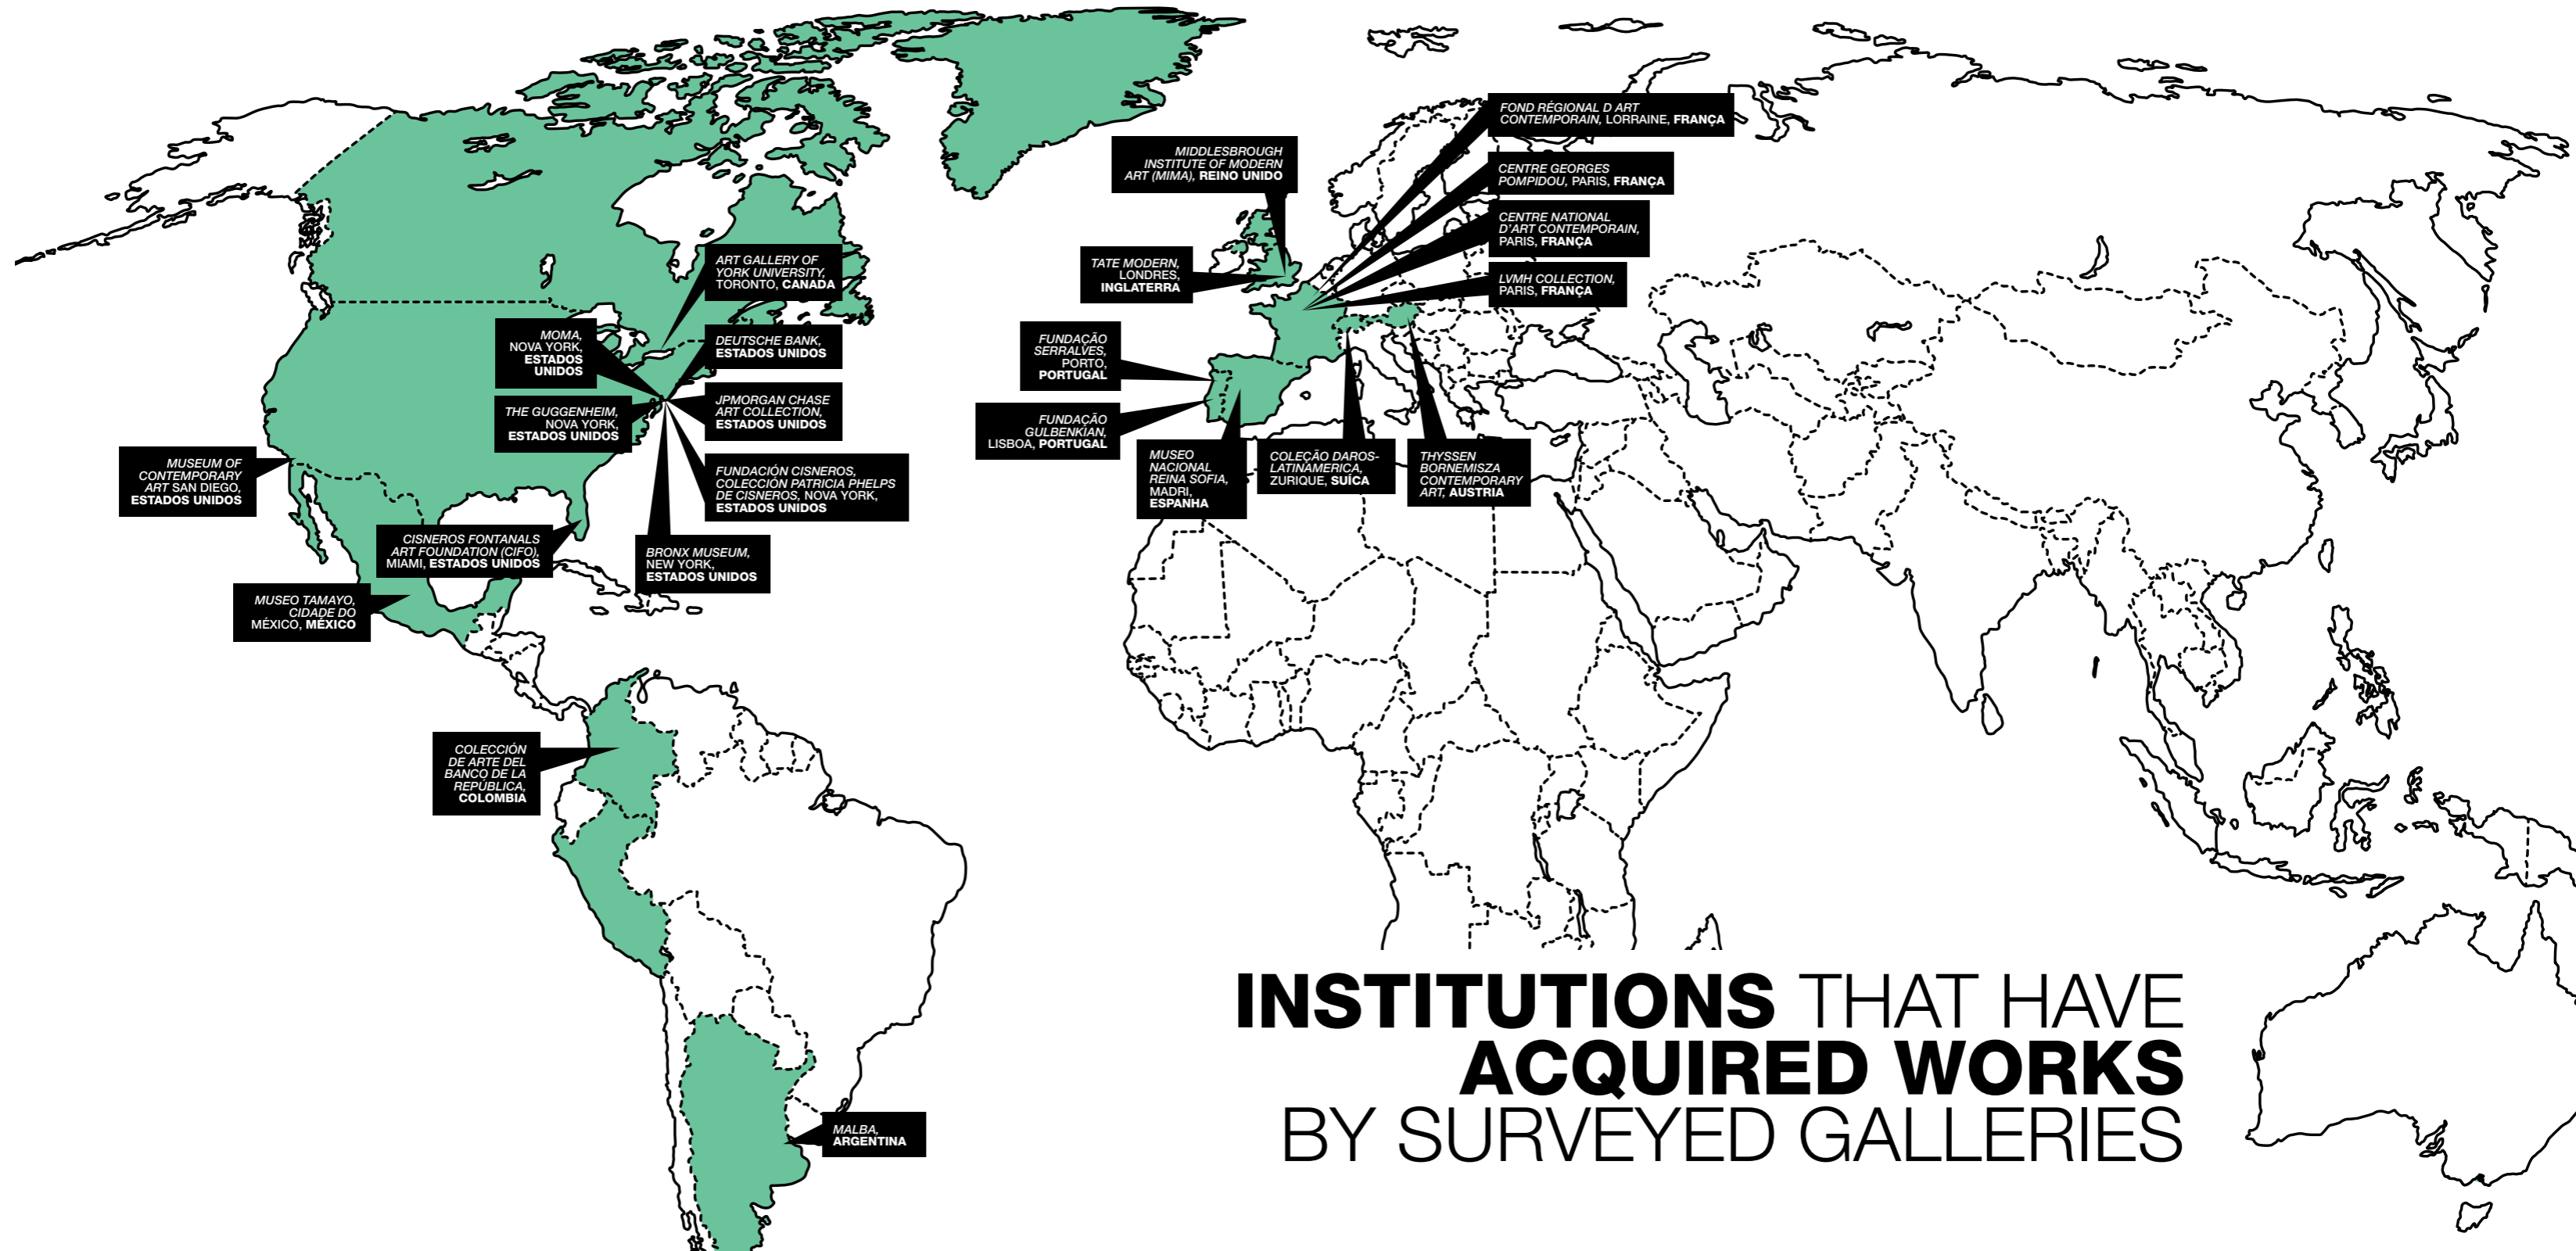 FOND RÉGIONAL D ART
CONTEMPORAIN, LORRAINE, FRANÇA
MIDDLESBROUGH
INSTITUTE OF MODERN
ART (MIMA), REINO UNIDO
CENTRE GEORGES
POMPIDOU, PARIS, FRANÇA
CENTRE NATIONAL
D'ART CONTEMPORAIN,
PARIS, FRANÇA
ART GALLERY OF
YORK UNIVERSITY,
TORONTO, CANADA
TATE MODERN,
LONDRES,
INGLATERRA
LVMH COLLECTION,
PARIS, FRANÇA
MOMA,
NOVA YORK,
ESTADOS
UNIDOS
DEUTSCHE BANK,
ESTADOS UNIDOS
FUNDAÇÃO
SERRALVES,
PORTO,
PORTUGAL
THE GUGGENHEIM,
NOVA YORK,
ESTADOS UNIDOS
JPMORGAN CHASE
ART COLLECTION,
ESTADOS UNIDOS
FUNDAÇÃO
GULBENKIAN,
LISBOA, PORTUGAL
MUSEUM OF
CONTEMPORARY
ART SAN DIEGO,
ESTADOS UNIDOS
FUNDACIÓN CISNEROS,
COLECCIÓN PATRICIA PHELPS
DE CISNEROS, NOVA YORK,
ESTADOS UNIDOS
MUSEO
NACIONAL
REINA SOFIA,
MADRI,
ESPANHA
COLEÇÃO DAROS-
LATINAMERICA,
ZURIQUE, SUÍCA
THYSSEN
BORNEMISZA
CONTEMPORARY
ART, AUSTRIA
CISNEROS FONTANALS
ART FOUNDATION (CIFO),
MIAMI, ESTADOS UNIDOS
BRONX MUSEUM,
NEW YORK,
ESTADOS UNIDOS
MUSEO TAMAYO,
CIDADE DO
MÉXICO, MÉXICO
COLECCIÓN
DE ARTE DEL
BANCO DE LA
REPÚBLICA,
COLOMBIA
MALBA,
ARGENTINA
INSTITUTIONS THAT HAVE
ACQUIRED WORKS
BY SURVEYED GALLERIES